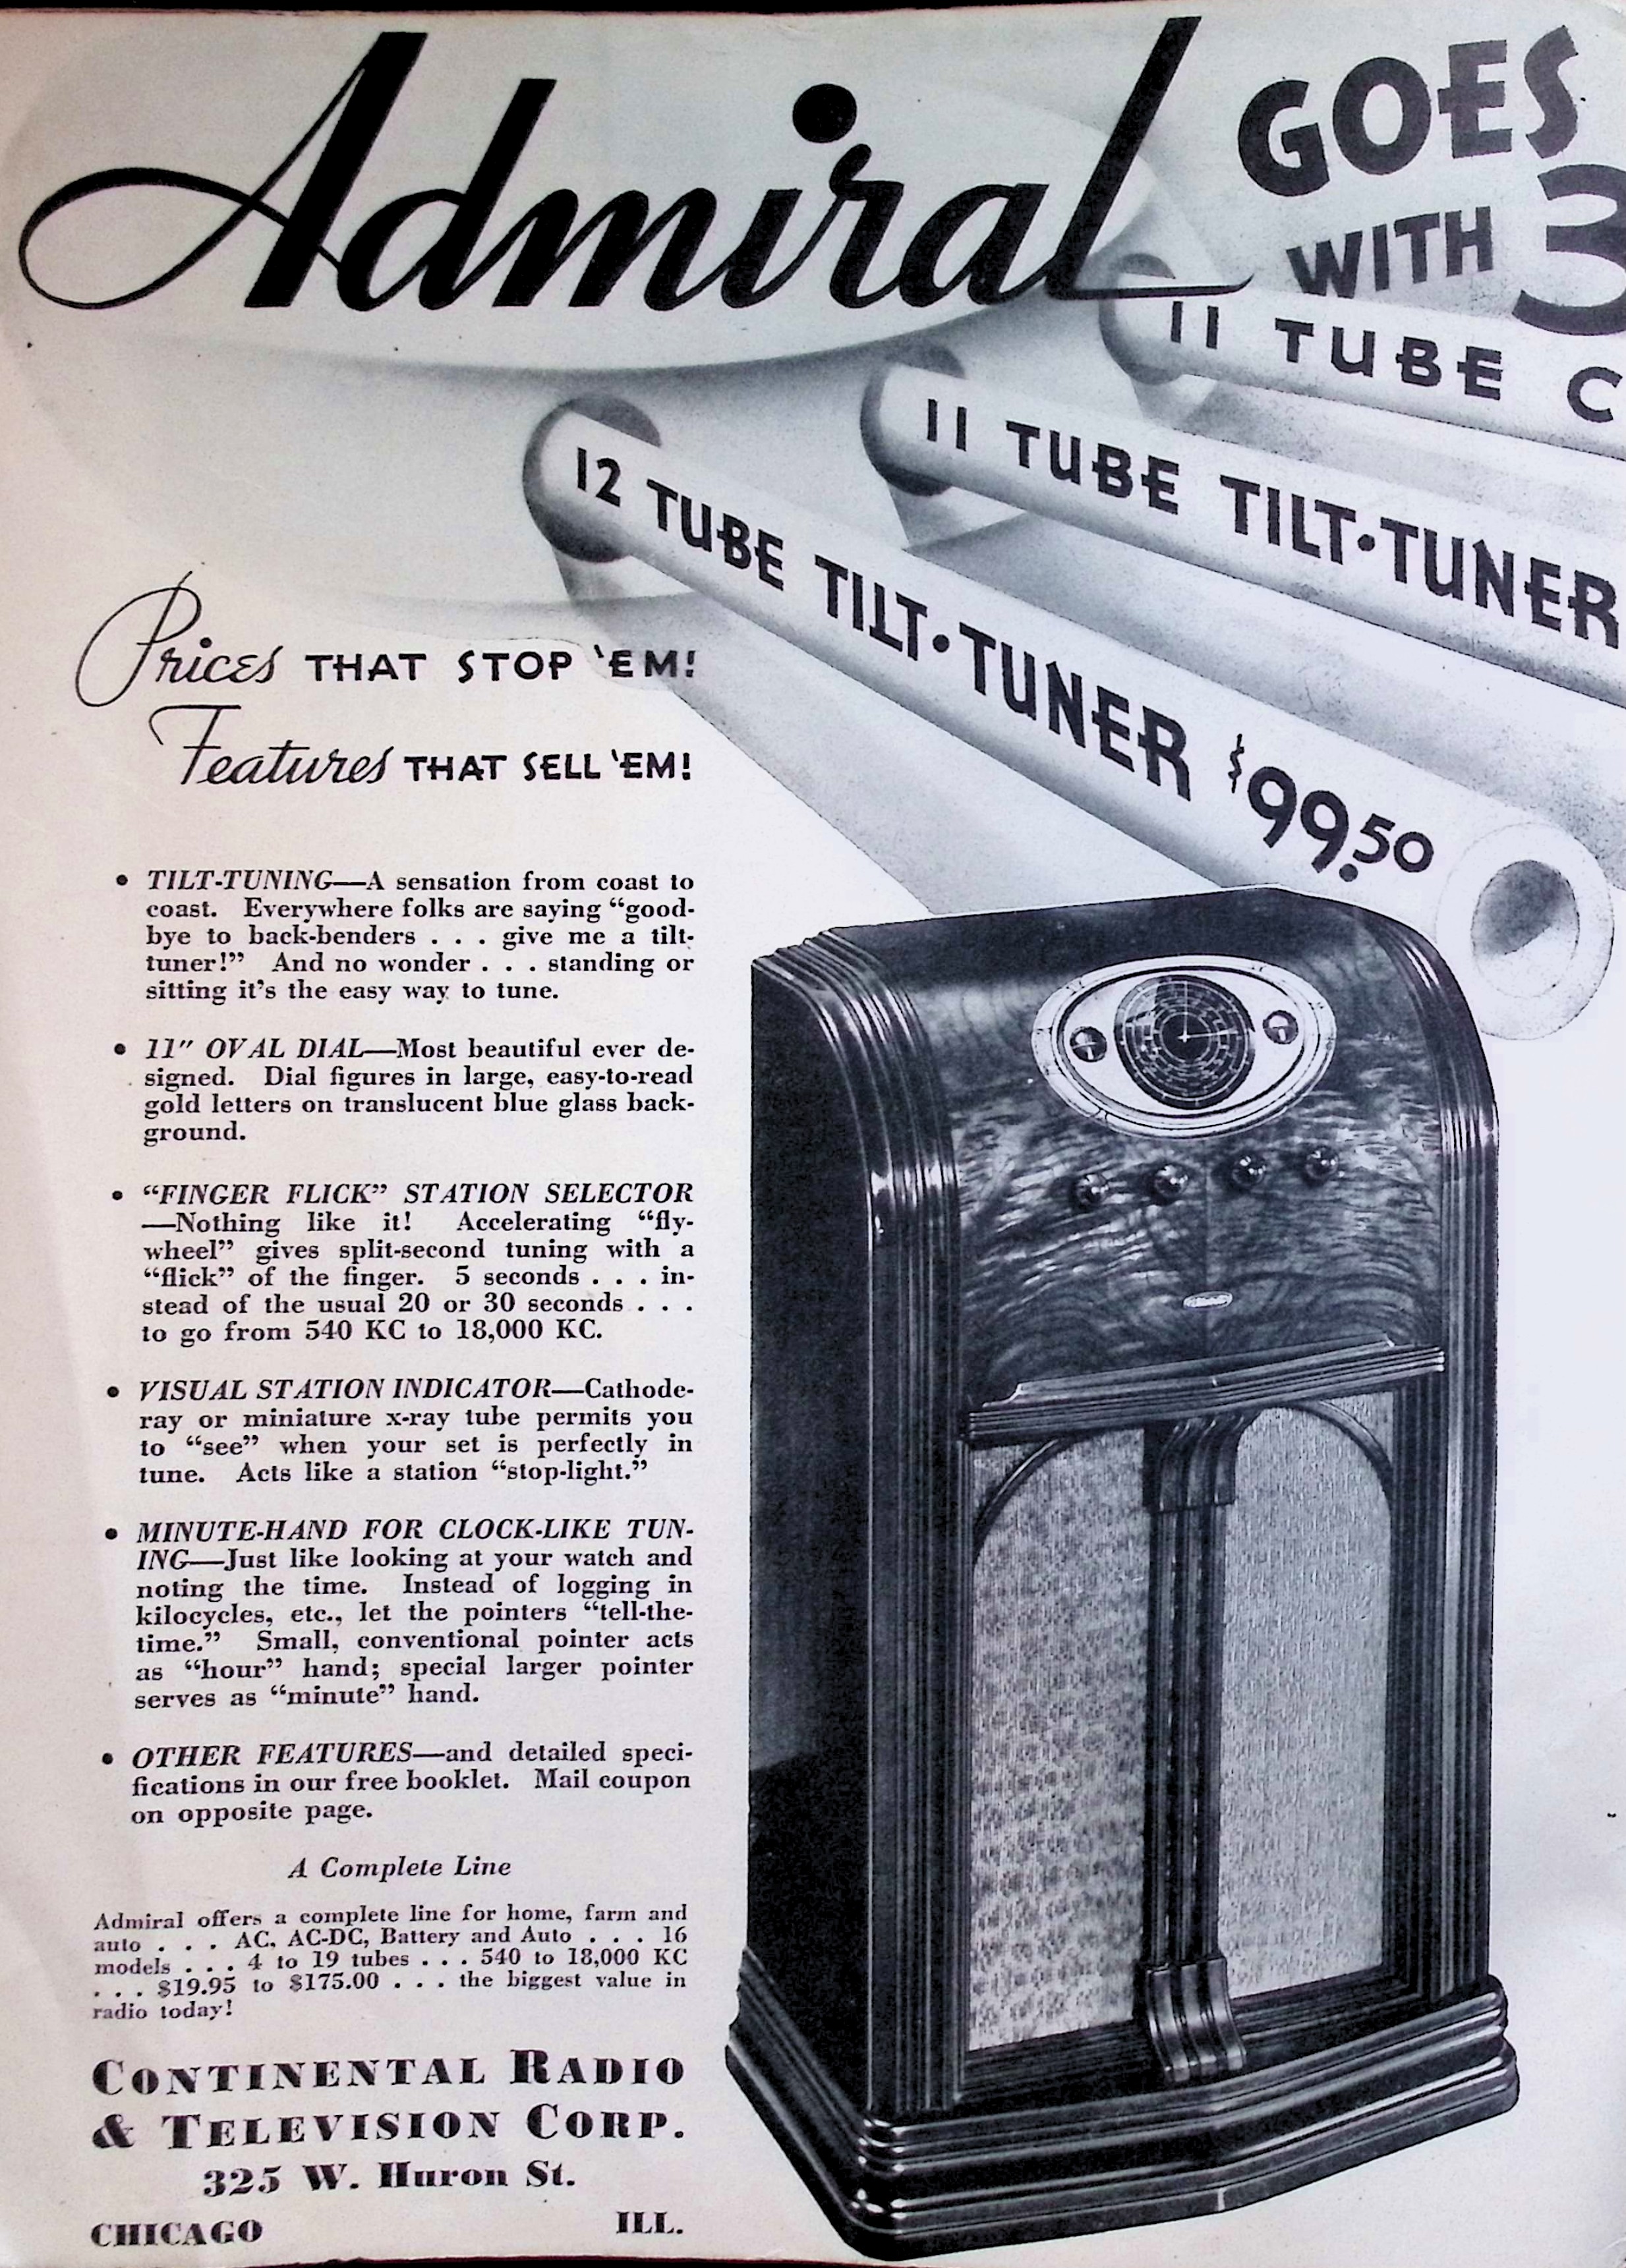 Admiral GOES
WITH 3
11 TUBE C
11 TUBE TILT·TUNER
12 TUBE TILT·TUNER $99.50
Prices THAT STOP 'EM!
Features THAT SELL 'EM!
• TILT-TUNING—A sensation from coast to
coast. Everywhere folks are saying “good-
bye to back-benders . . . give me a tilt-
tuner!” And no wonder . . . standing or
sitting it's the easy way to tune.
• 11″ OVAL DIAL—Most beautiful ever de-
signed. Dial figures in large, easy-to-read
gold letters on translucent blue glass back-
ground.
• “FINGER FLICK” STATION SELECTOR
—Nothing like it! Accelerating “fly-
wheel” gives split-second tuning with a
“flick” of the finger. 5 seconds . . . in-
stead of the usual 20 or 30 seconds . . .
to go from 540 KC to 18,000 KC.
• VISUAL STATION INDICATOR—Cathode-
ray or miniature x-ray tube permits you
to “see” when your set is perfectly in
tune. Acts like a station “stop-light.”
• MINUTE-HAND FOR CLOCK-LIKE TUN-
ING—Just like looking at your watch and
noting the time. Instead of logging in
kilocycles, etc., let the pointers “tell-the-
time.” Small, conventional pointer acts
as “hour” hand; special larger pointer
serves as “minute” hand.
• OTHER FEATURES—and detailed speci-
fications in our free booklet. Mail coupon
on opposite page.
A Complete Line
Admiral offers a complete line for home, farm and
auto . . . AC, AC-DC, Battery and Auto . . . 16
models . . . 4 to 19 tubes . . . 540 to 18,000 KC
. . . $19.95 to $175.00 . . . the biggest value in
radio today!
CONTINENTAL RADIO
& TELEVISION CORP.
325 W. Huron St.
CHICAGO ILL.